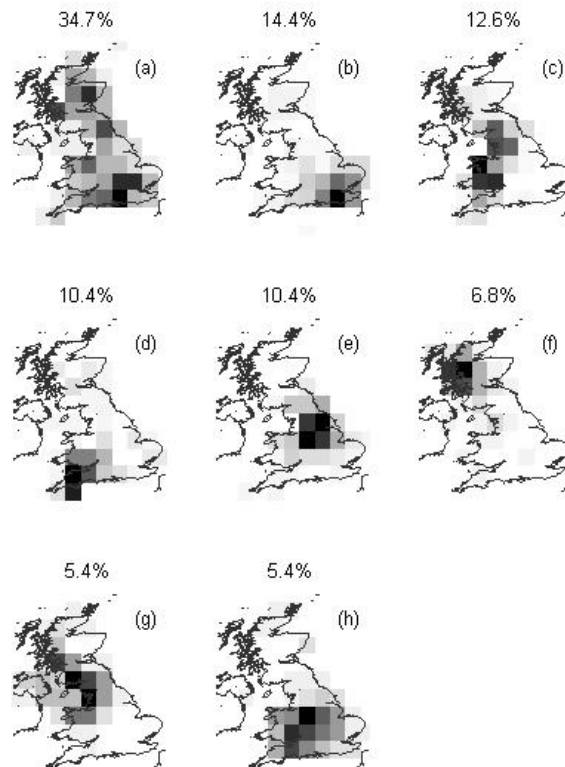 34.7% 14.4% 12.6%
(a) (b) (c)
10.4% 10.4% 6.8%
(d) (e) (f)
5.4% 5.4%
(g) (h)